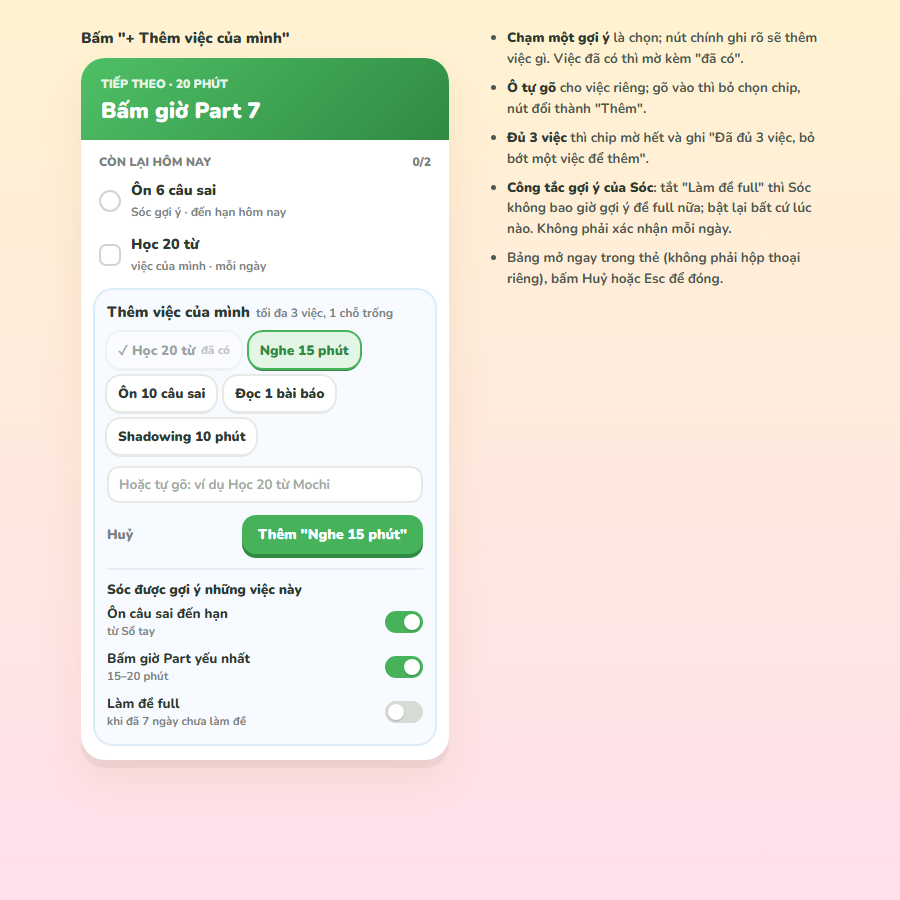 Bấm "+ Thêm việc của mình"
TIẾP THEO · 20 PHÚT
Bấm giờ Part 7
CÒN LẠI HÔM NAY 0/2
Ôn 6 câu sai
Sóc gợi ý · đến hạn hôm nay
Học 20 từ
việc của mình · mỗi ngày
Thêm việc của mình tối đa 3 việc, 1 chỗ trống
✓ Học 20 từ đã có Nghe 15 phút
Ôn 10 câu sai Đọc 1 bài báo
Shadowing 10 phút
Hoặc tự gõ: ví dụ Học 20 từ Mochi
Huỷ Thêm "Nghe 15 phút"
Sóc được gợi ý những việc này
Ôn câu sai đến hạn
từ Sổ tay
Bấm giờ Part yếu nhất
15–20 phút
Làm đề full
khi đã 7 ngày chưa làm đề
• Chạm một gợi ý là chọn; nút chính ghi rõ sẽ thêm
việc gì. Việc đã có thì mờ kèm "đã có".
• Ô tự gõ cho việc riêng; gõ vào thì bỏ chọn chip,
nút đổi thành "Thêm".
• Đủ 3 việc thì chip mờ hết và ghi "Đã đủ 3 việc, bỏ
bớt một việc để thêm".
• Công tắc gợi ý của Sóc: tắt "Làm đề full" thì Sóc
không bao giờ gợi ý đề full nữa; bật lại bất cứ lúc
nào. Không phải xác nhận mỗi ngày.
• Bảng mở ngay trong thẻ (không phải hộp thoại
riêng), bấm Huỷ hoặc Esc để đóng.